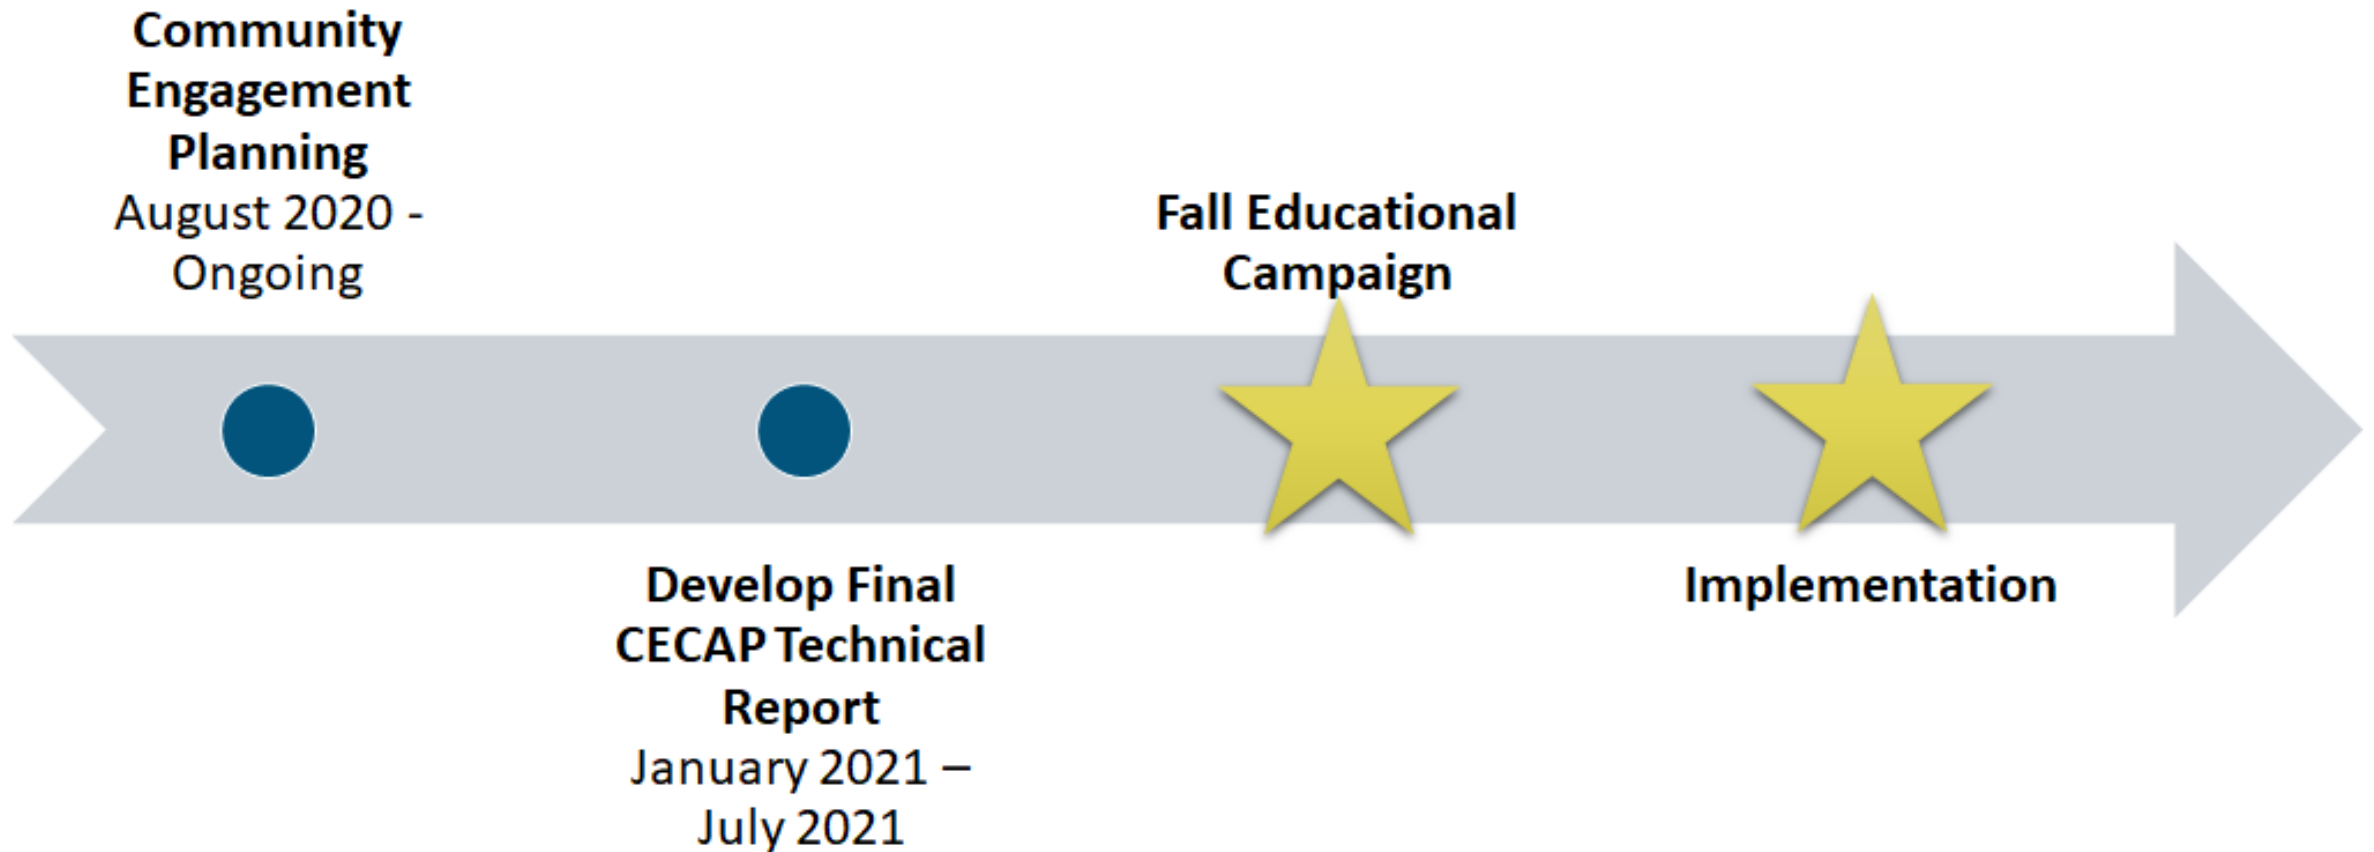 Community
Engagement
Planning
August 2020 -
Ongoing
Develop Final
CECAP Technical
Report
January 2021 –
July 2021
Fall Educational
Campaign
Implementation